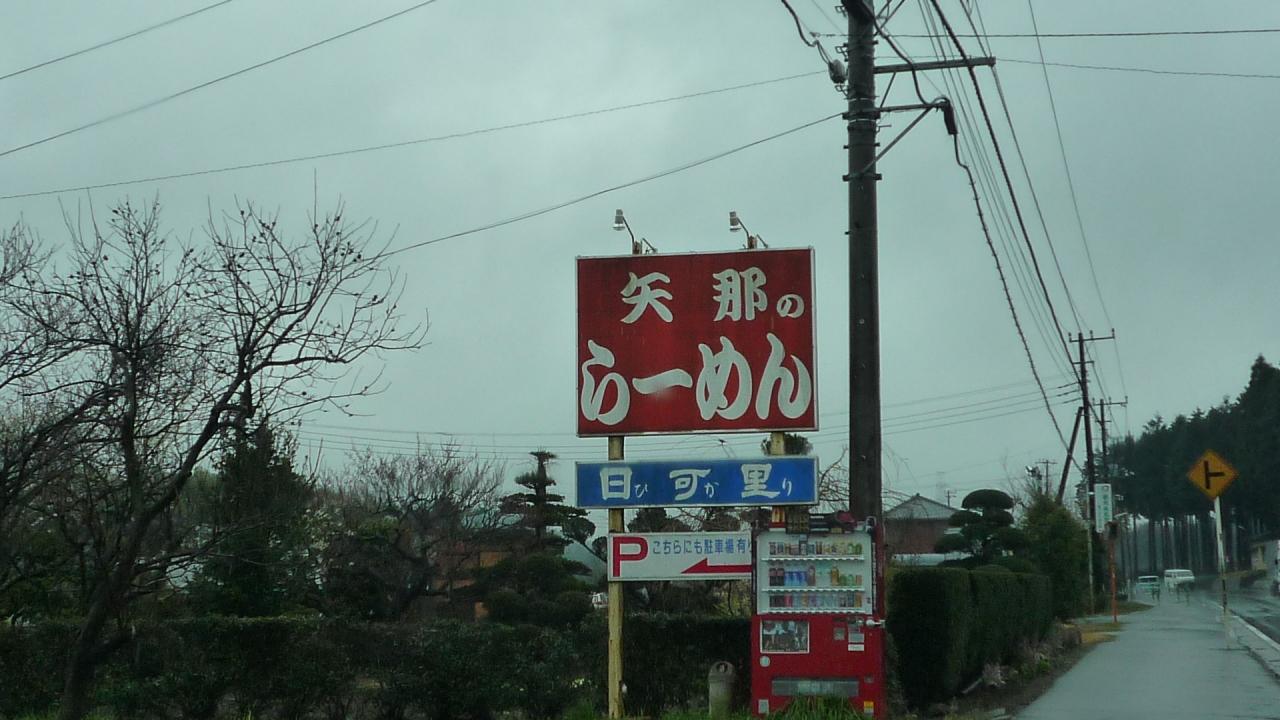 矢那の
らーめん
日ひ可か里り
P こちらにも駐車場有